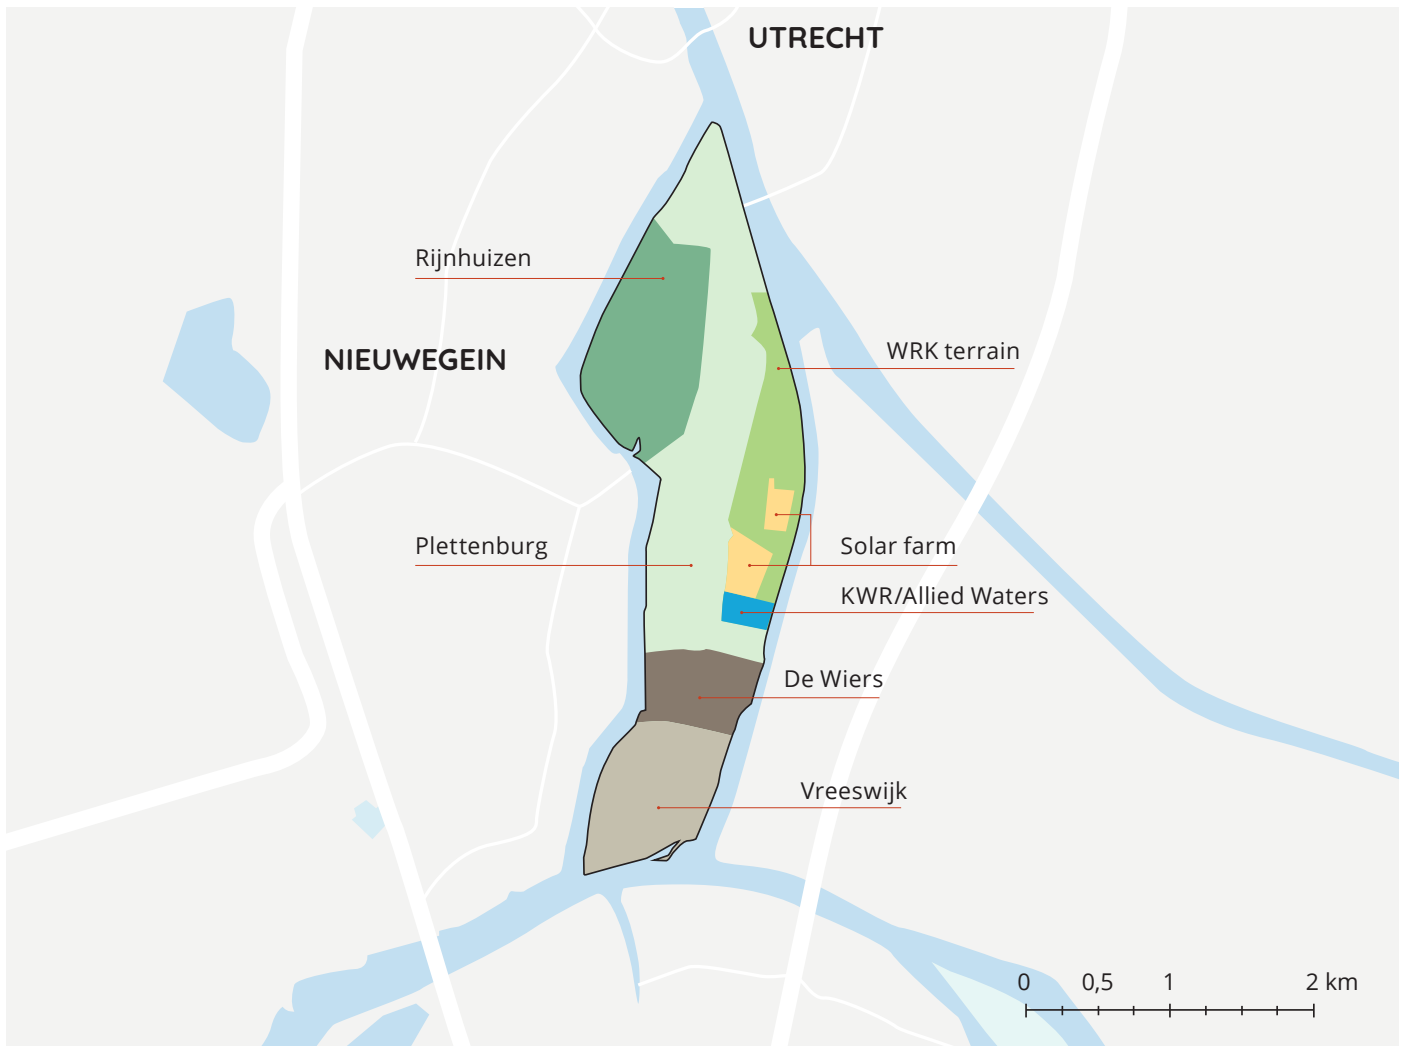 UTRECHT
Rijnhuizen
NIEUWEGEIN
WRK terrain
Plettenburg
Solar farm
KWR/Allied Waters
De Wiers
Vreeswijk
0 0,5 1 2 km